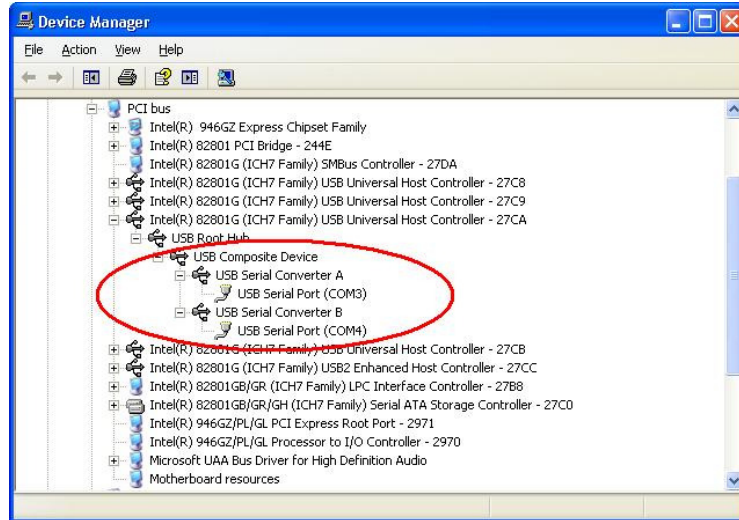 Device Manager
File Action View Help
PCI bus
Intel(R) 946GZ Express Chipset Family
Intel(R) 82801 PCI Bridge - 244E
Intel(R) 82801G (ICH7 Family) SMBus Controller - 27DA
Intel(R) 82801G (ICH7 Family) USB Universal Host Controller - 27C8
Intel(R) 82801G (ICH7 Family) USB Universal Host Controller - 27C9
Intel(R) 82801G (ICH7 Family) USB Universal Host Controller - 27CA
USB Root Hub
USB Composite Device
USB Serial Converter A
USB Serial Port (COM3)
USB Serial Converter B
USB Serial Port (COM4)
Intel(R) 82801G (ICH7 Family) USB Universal Host Controller - 27CB
Intel(R) 82801G (ICH7 Family) USB2 Enhanced Host Controller - 27CC
Intel(R) 82801GB/GR (ICH7 Family) LPC Interface Controller - 27B8
Intel(R) 82801GB/GR/GH (ICH7 Family) Serial ATA Storage Controller - 27C0
Intel(R) 946GZ/PL/GL PCI Express Root Port - 2971
Intel(R) 946GZ/PL/GL Processor to I/O Controller - 2970
Microsoft UAA Bus Driver for High Definition Audio
Motherboard resources